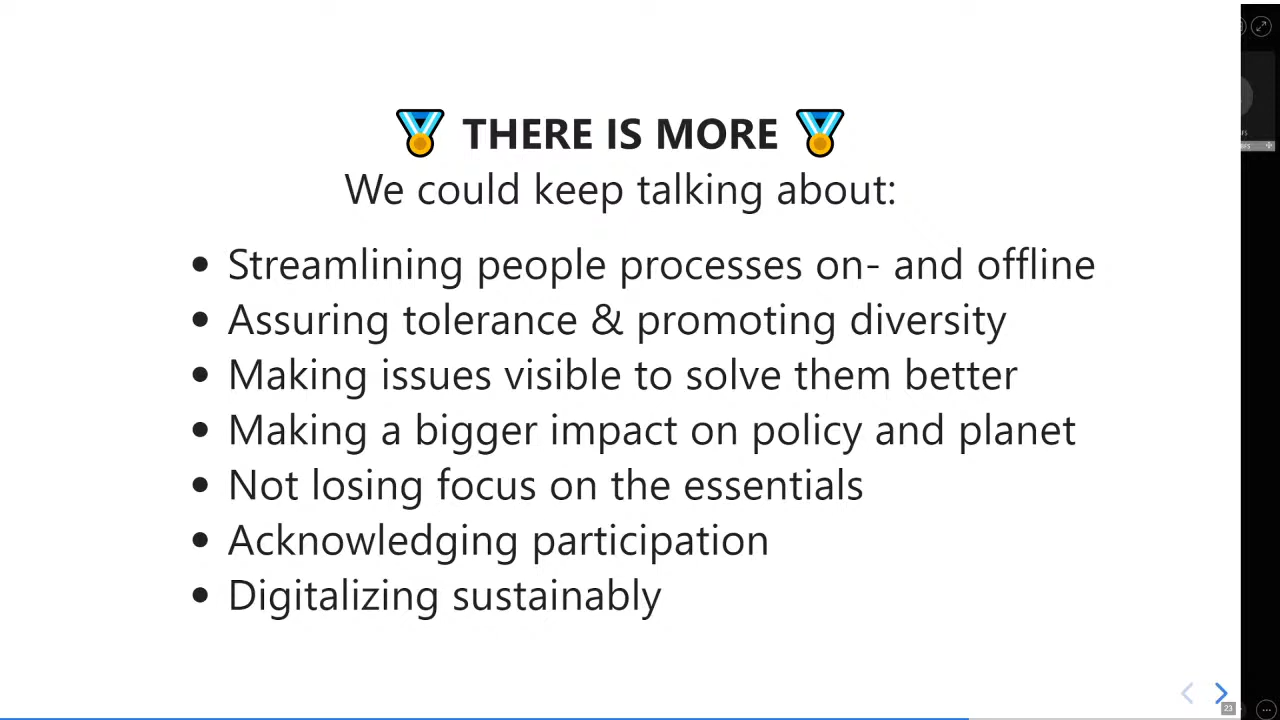 THERE IS MORE
We could keep talking about:
• Streamlining people processes on- and offline
• Assuring tolerance & promoting diversity
• Making issues visible to solve them better
• Making a bigger impact on policy and planet
• Not losing focus on the essentials
• Acknowledging participation
• Digitalizing sustainably
23